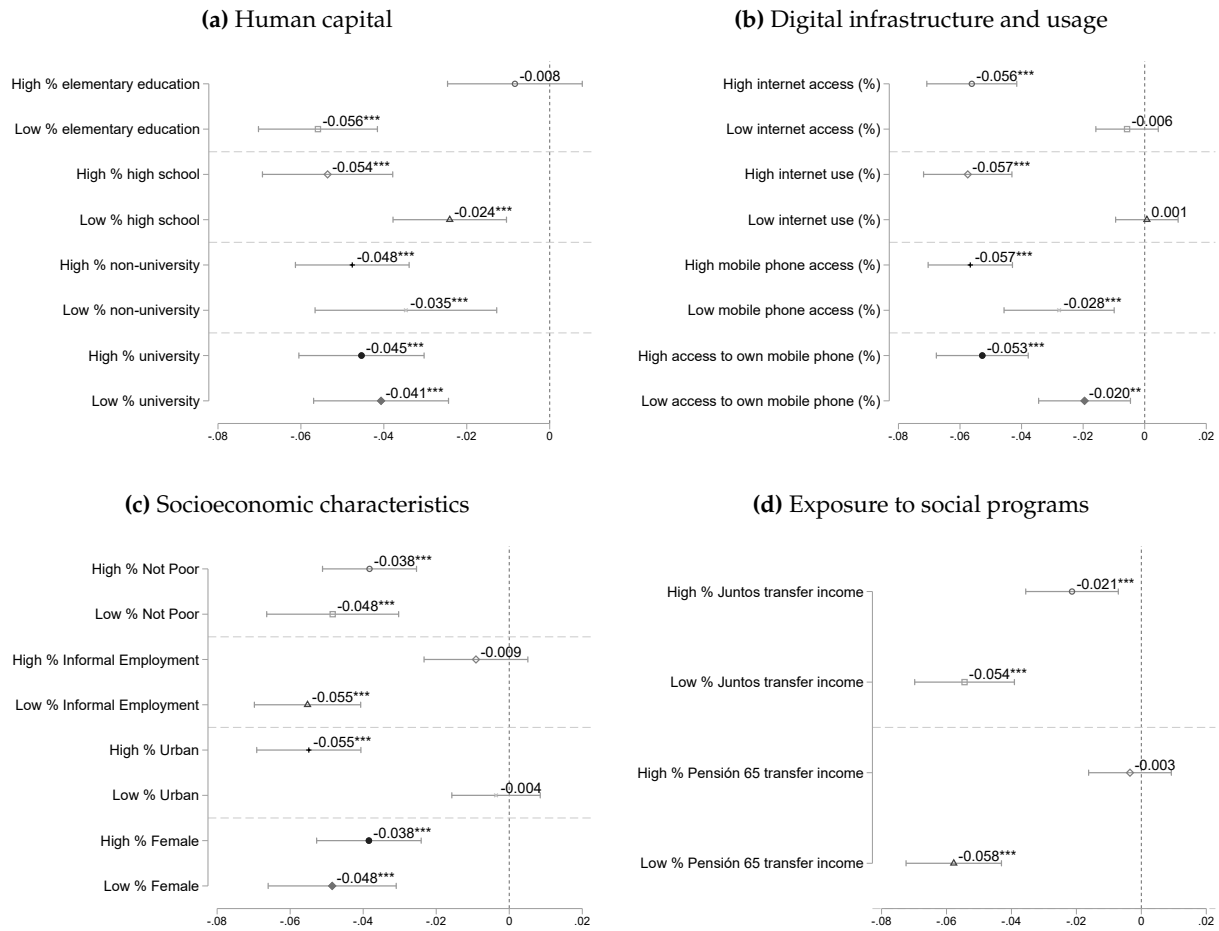 (a) Human capital
High % elementary education -0.008
Low % elementary education -0.056***
High % high school -0.054***
Low % high school -0.024***
High % non-university -0.048***
Low % non-university -0.035***
High % university -0.045***
Low % university -0.041***
-.08 -.06 -.04 -.02 0
(b) Digital infrastructure and usage
High internet access (%) -0.056***
Low internet access (%) -0.006
High internet use (%) -0.057***
Low internet use (%) 0.001
High mobile phone access (%) -0.057***
Low mobile phone access (%) -0.028***
High access to own mobile phone (%) -0.053***
Low access to own mobile phone (%) -0.020**
-.08 -.06 -.04 -.02 0 .02
(c) Socioeconomic characteristics
High % Not Poor -0.038***
Low % Not Poor -0.048***
High % Informal Employment -0.009
Low % Informal Employment -0.055***
High % Urban -0.055***
Low % Urban -0.004
High % Female -0.038***
Low % Female -0.048***
-.08 -.06 -.04 -.02 0 .02
(d) Exposure to social programs
High % Juntos transfer income -0.021***
Low % Juntos transfer income -0.054***
High % Pensión 65 transfer income -0.003
Low % Pensión 65 transfer income -0.058***
-.08 -.06 -.04 -.02 0 .02